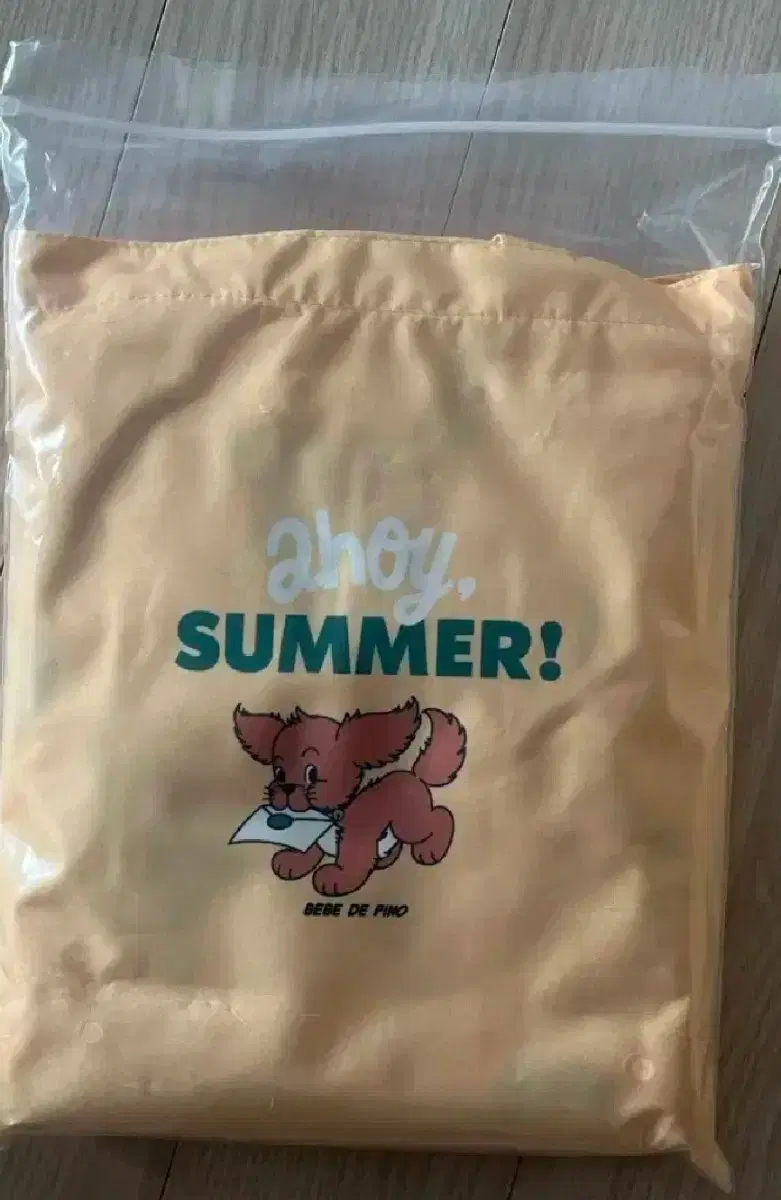 ahoy,
SUMMER!
BEBE DE PINO